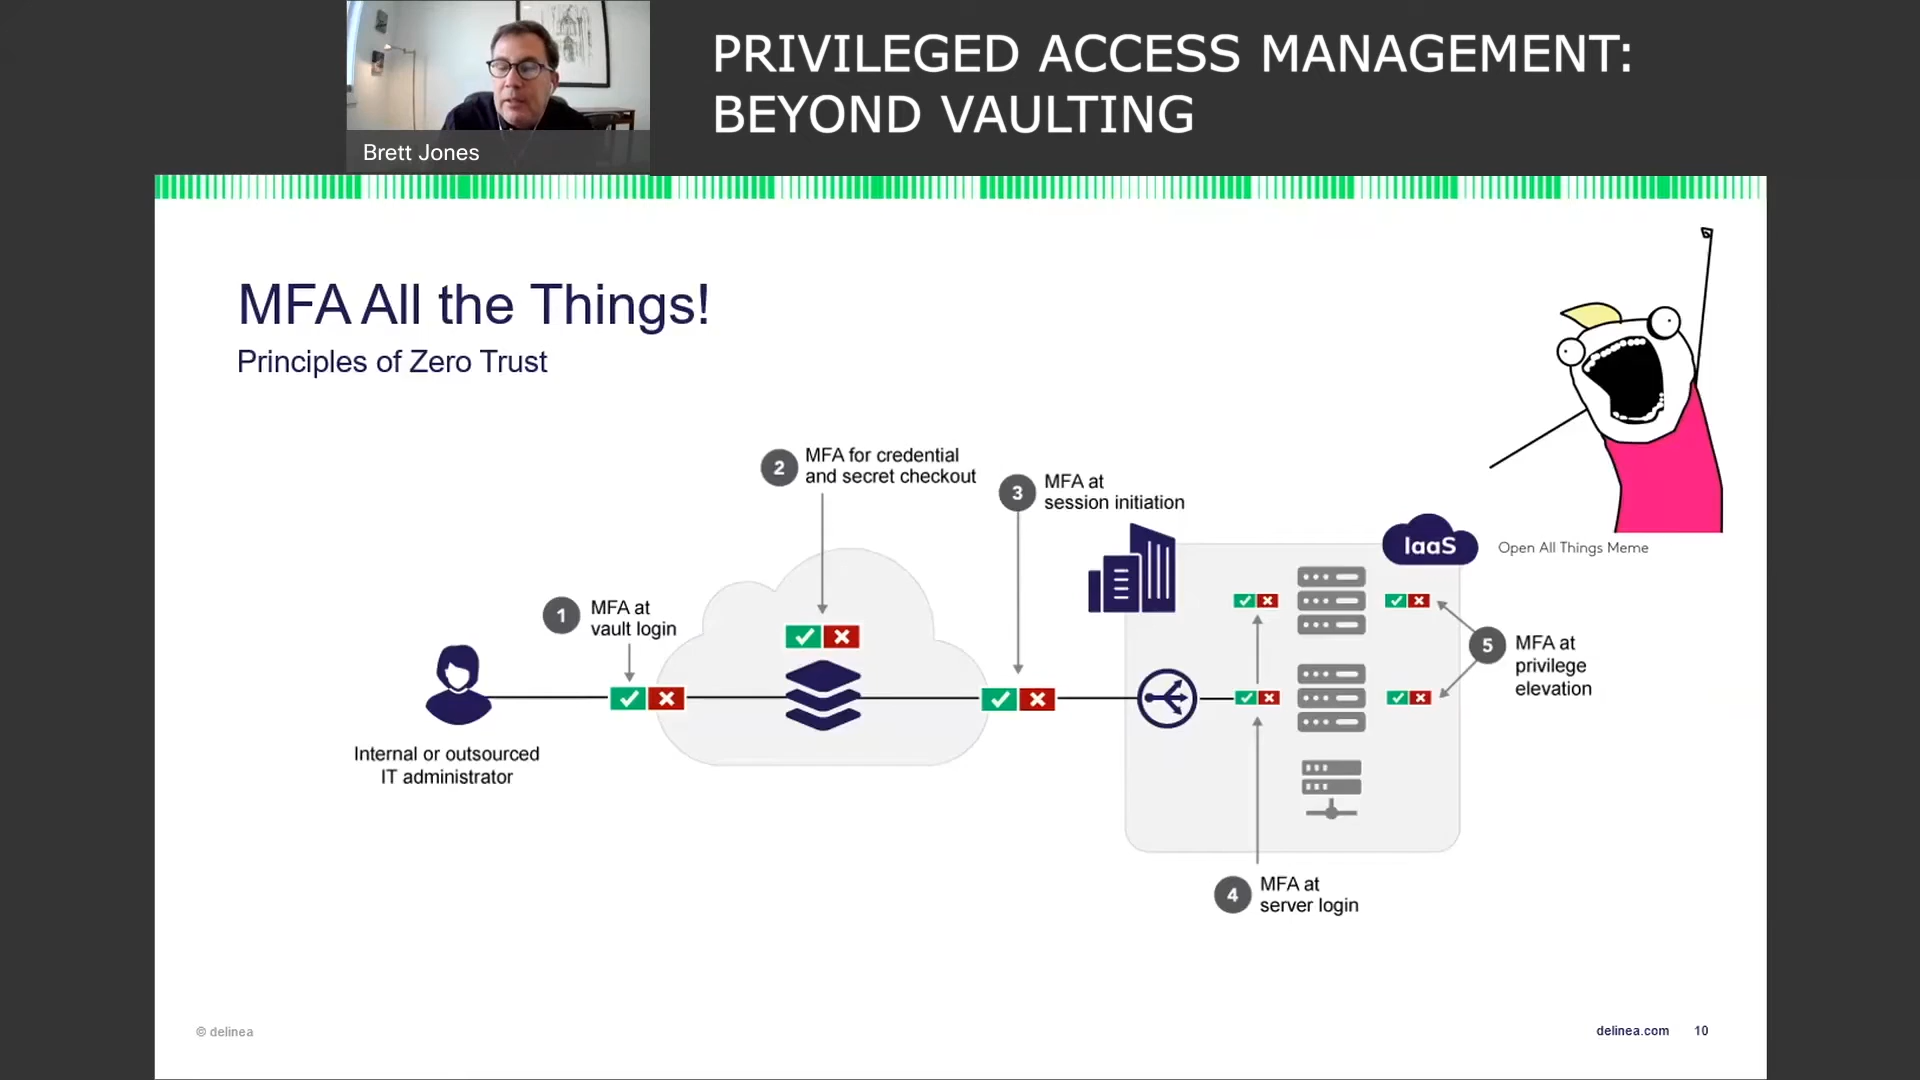 PRIVILEGED ACCESS MANAGEMENT:
BEYOND VAULTING
Brett Jones
MFA All the Things!
Principles of Zero Trust
2
MFA for credential
and secret checkout
3
MFA at
session initiation
IaaS
Open All Things Meme
1
MFA at
vault login
5
MFA at
privilege
elevation
Internal or outsourced
IT administrator
4
MFA at
server login
© delinea
delinea.com 10